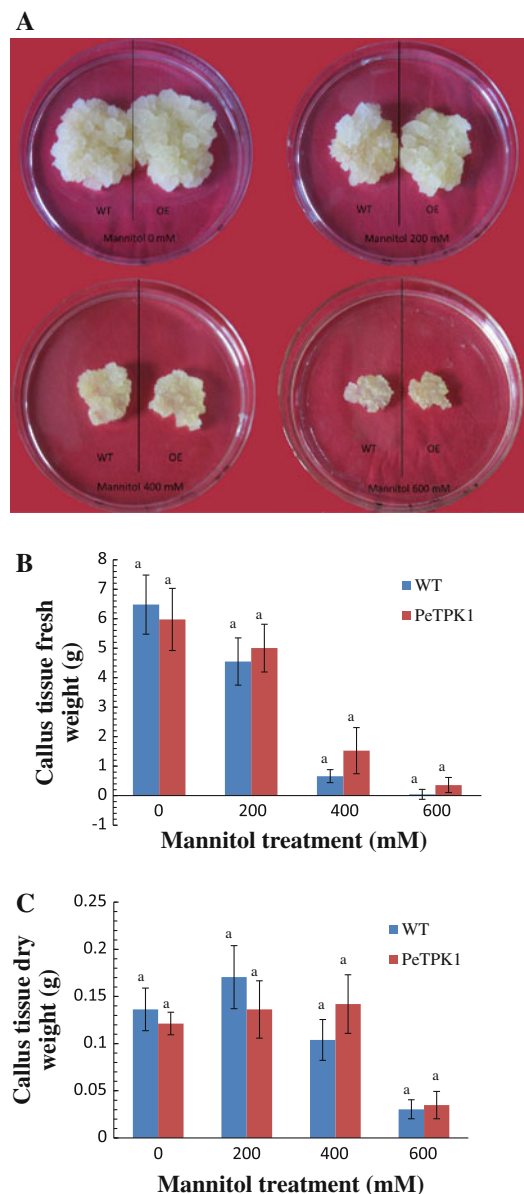 A
WT
OE
Mannitol 0 mM
WT
OE
Mannitol 200 mM
WT
OE
Mannitol 400 mM
WT
OE
Mannitol 600 mM
B
Callus tissue fresh
weight (g)
8
7
6
5
4
3
2
1
0
-1
a
a
a
a
a
a
a
a
WT
PeTPK1
0
200
400
600
Mannitol treatment (mM)
C
Callus tissue dry
weight (g)
0.25
0.2
0.15
0.1
0.05
0
a
a
a
a
a
a
a
a
WT
PeTPK1
0
200
400
600
Mannitol treatment (mM)